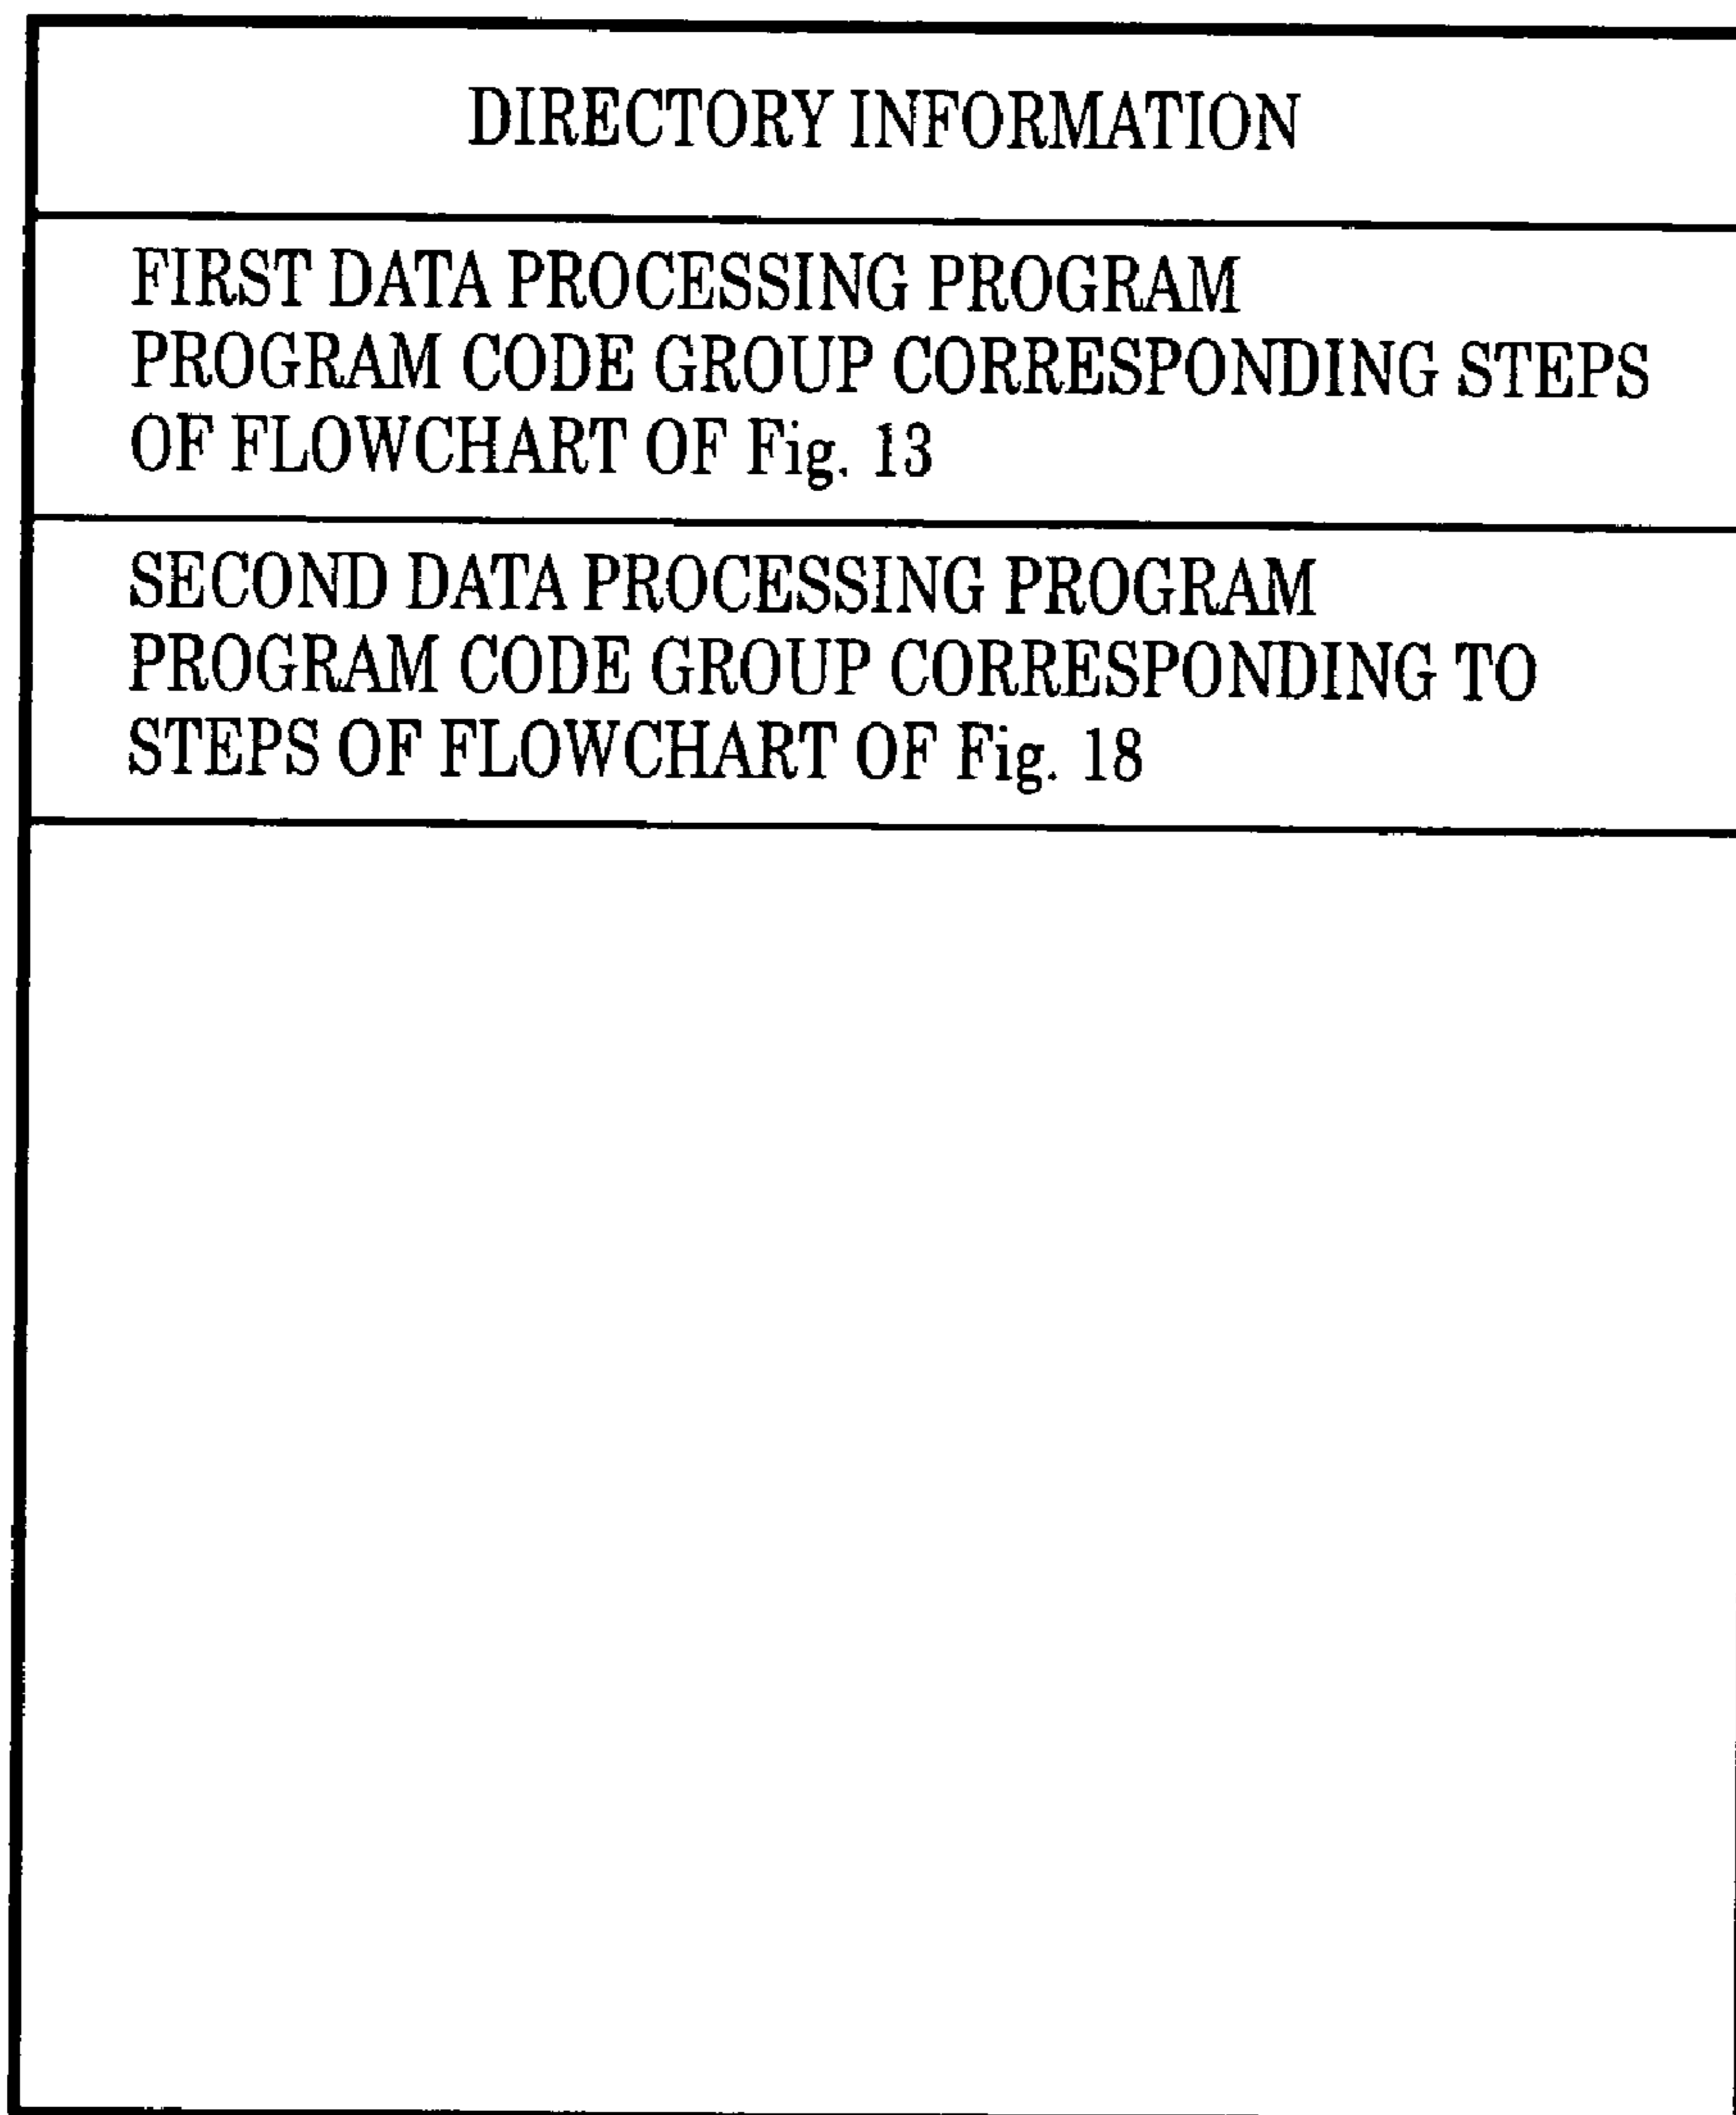 DIRECTORY INFORMATION
FIRST DATA PROCESSING PROGRAM
PROGRAM CODE GROUP CORRESPONDING STEPS
OF FLOWCHART OF Fig. 13
SECOND DATA PROCESSING PROGRAM
PROGRAM CODE GROUP CORRESPONDING TO
STEPS OF FLOWCHART OF Fig. 18